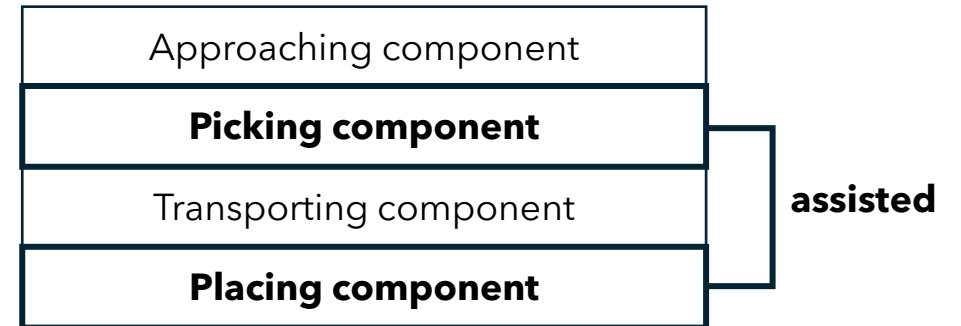 Approaching component
Picking component
Transporting component
assisted
Placing component